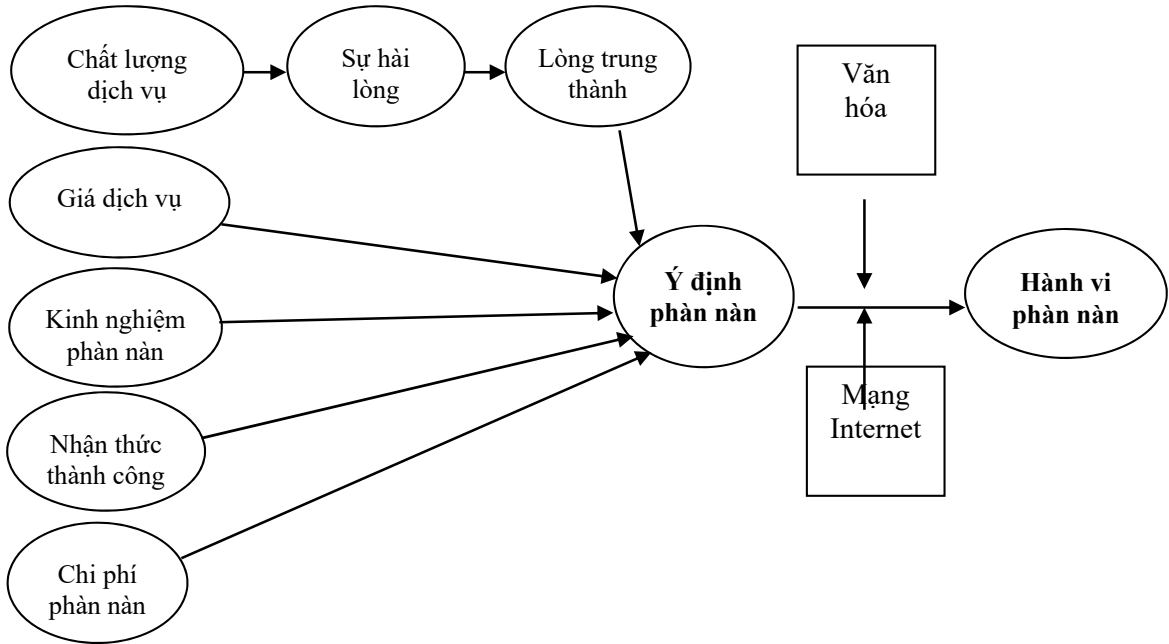 Chất lượng
dịch vụ
Sự hài
lòng
Lòng trung
thành
Văn
hóa
Giá dịch vụ
Ý định
phàn nàn
Hành vi
phàn nàn
Kinh nghiệm
phàn nàn
Mạng
Internet
Nhận thức
thành công
Chi phí
phàn nàn